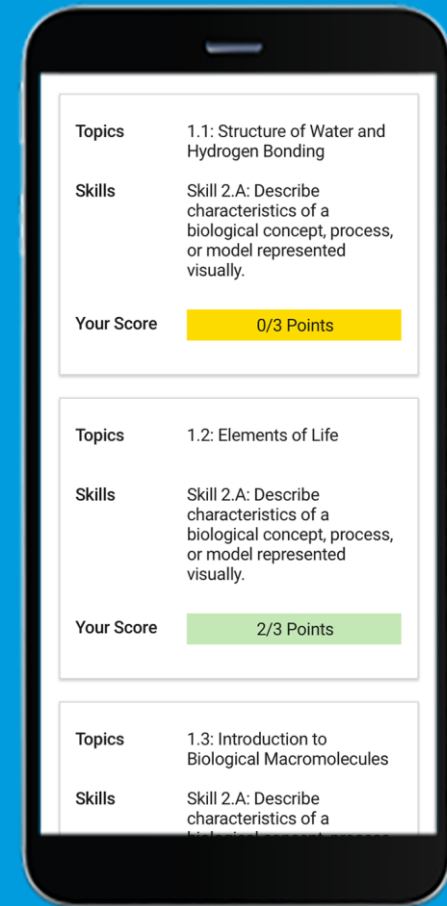 Topics 1.1: Structure of Water and
Hydrogen Bonding
Skills Skill 2.A: Describe
characteristics of a
biological concept, process,
or model represented
visually.
Your Score 0/3 Points
Topics 1.2: Elements of Life
Skills Skill 2.A: Describe
characteristics of a
biological concept, process,
or model represented
visually.
Your Score 2/3 Points
Topics 1.3: Introduction to
Biological Macromolecules
Skills Skill 2.A: Describe
characteristics of a